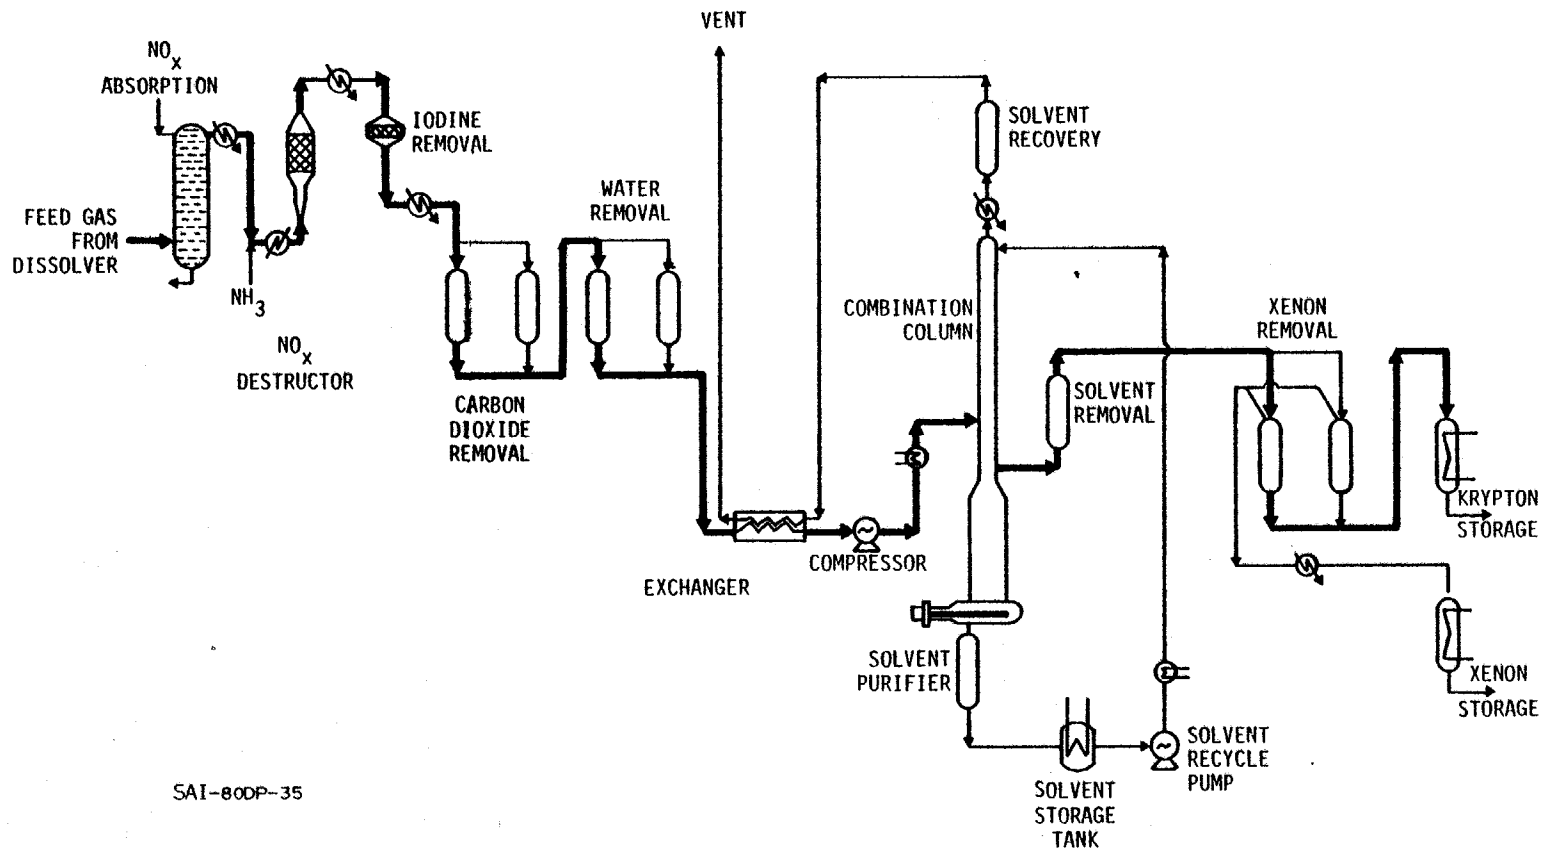 VENT
NOx
ABSORPTION
IODINE
REMOVAL
SOLVENT
RECOVERY
WATER
REMOVAL
FEED GAS
FROM
DISSOLVER
NH3
NOx
DESTRUCTOR
CARBON
DIOXIDE
REMOVAL
COMBINATION
COLUMN
XENON
REMOVAL
SOLVENT
REMOVAL
KRYPTON
STORAGE
EXCHANGER
COMPRESSOR
SOLVENT
PURIFIER
XENON
STORAGE
SOLVENT
RECYCLE
PUMP
SOLVENT
STORAGE
TANK
SAI-80DP-35